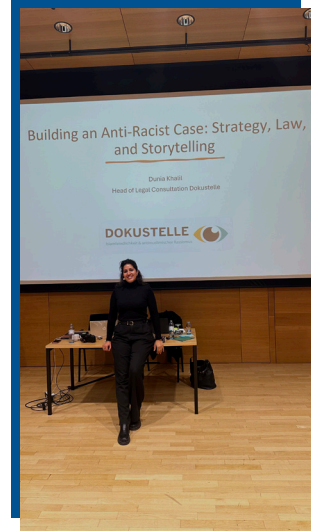 Building an Anti-Racist Case: Strategy, Law,
and Storytelling
Dunia Khalil
Head of Legal Consultation Dokustelle
DOKUSTELLE